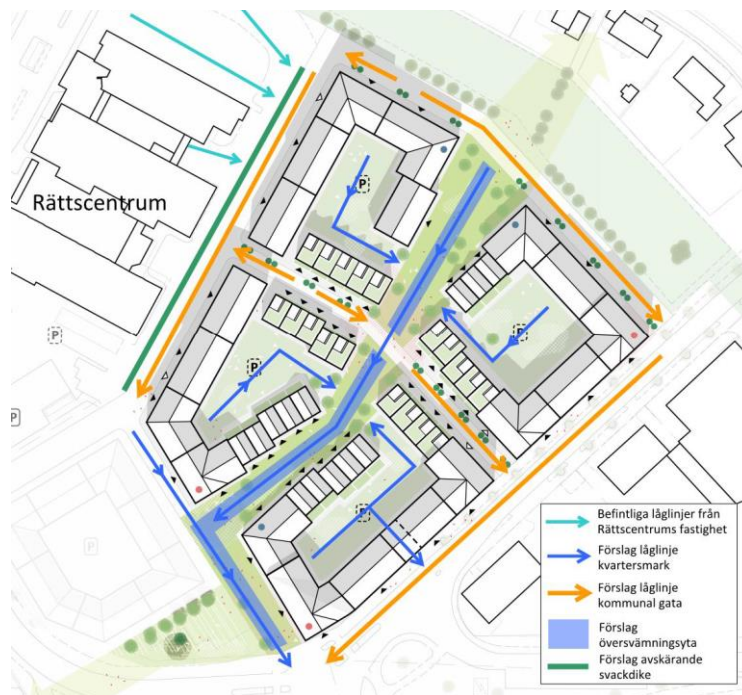 Rättscentrum
P
P
P
P
P
P
P
P
Befintliga låglinjer från
Rättscentrums fastighet
Förslag låglinje
kvartersmark
Förslag låglinje
kommunal gata
Förslag
översvämningsyta
Förslag avskärande
svackdike